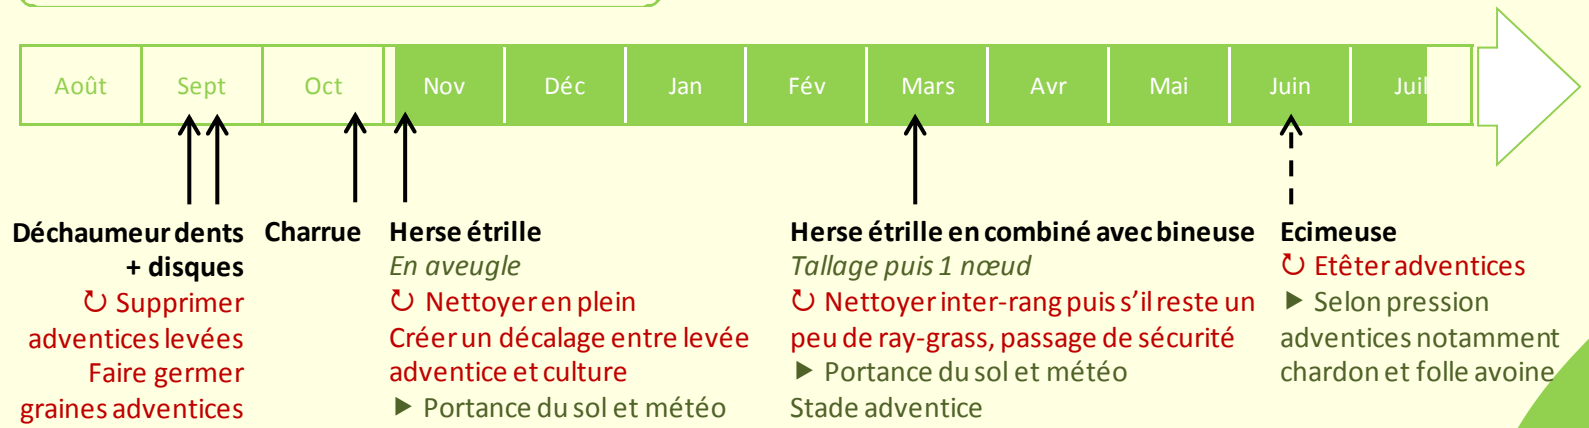 Août Sept Oct Nov Déc Jan Fév Mars Avr Mai Juin Juil
Déchaumeur dents
+ disques
↻ Supprimer
adventices levées
Faire germer
graines adventices
Charrue
Herse étrille
En aveugle
↻ Nettoyer en plein
Créer un décalage entre levée
adventice et culture
▶ Portance du sol et météo
Herse étrille en combiné avec bineuse
Tallage puis 1 nœud
↻ Nettoyer inter-rang puis s’il reste un
peu de ray-grass, passage de sécurité
▶ Portance du sol et météo
Stade adventice
Ecimeuse
↻ Etêter adventices
▶ Selon pression
adventices notamment
chardon et folle avoine